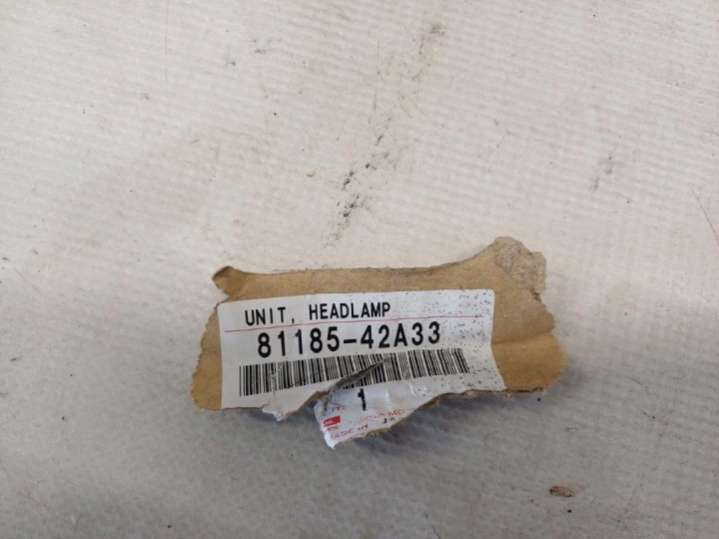 UNIT, HEADLAMP
81185-42A33
1